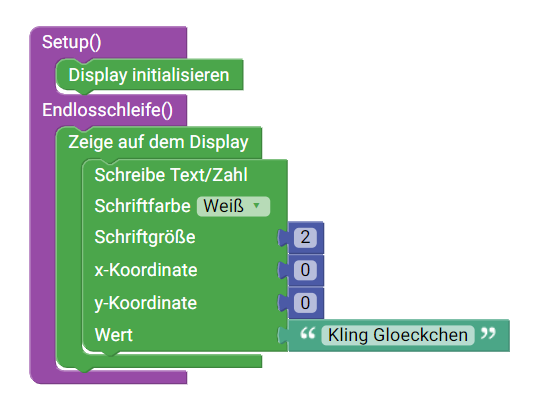 Setup()
Display initialisieren
Endlosschleife()
Zeige auf dem Display
Schreibe Text/Zahl
Schriftfarbe Weiß
Schriftgröße 2
x-Koordinate 0
y-Koordinate 0
Wert “ Kling Gloeckchen ”